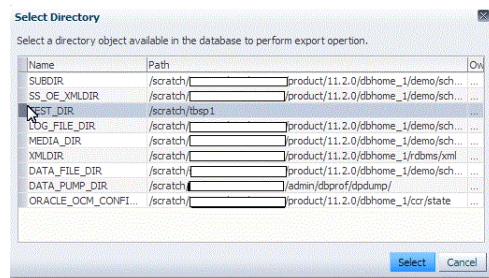 Select Directory
Select a directory object available in the database to perform export opertion.
Name Path Ow
SUBDIR /scratch/ product/11.2.0/dbhome_1/demo/sch... ...
SS_OE_XMLDIR /scratch/ product/11.2.0/dbhome_1/demo/sch... ...
TEST_DIR /scratch/tbsp1 ...
LOG_FILE_DIR /scratch/ product/11.2.0/dbhome_1/demo/sch... ...
MEDIA_DIR /scratch/ product/11.2.0/dbhome_1/demo/sch... ...
XMLDIR /scratch/ product/11.2.0/dbhome_1/rdbms/xml ...
DATA_FILE_DIR /scratch/ product/11.2.0/dbhome_1/demo/sch... ...
DATA_PUMP_DIR /scratch/ /admin/dbprof/dpdump/ ...
ORACLE_OCM_CONFI... /scratch/ product/11.2.0/dbhome_1/ccr/state ...
Select Cancel